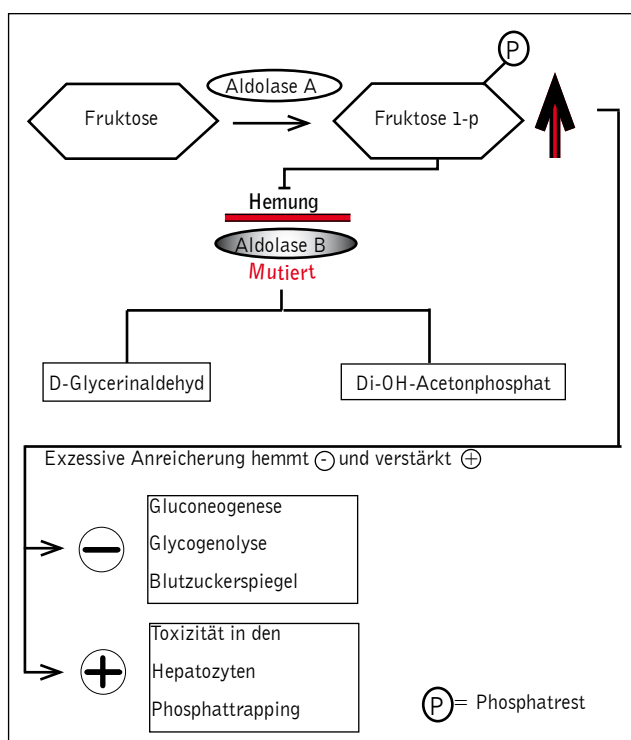 P
Aldolase A
Fruktose
Fruktose 1-p
Hemung
Aldolase B
Mutiert
D-Glycerinaldehyd
Di-OH-Acetonphosphat
Exzessive Anreicherung hemmt - und verstärkt +
Gluconeogenese
Glycogenolyse
Blutzuckerspiegel
Toxizität in den
Hepatozyten
Phosphattrapping
P = Phosphatrest